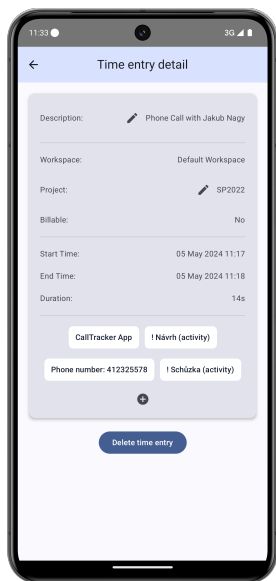 11:33 3G
Time entry detail
Description: Phone Call with Jakub Nagy
Workspace: Default Workspace
Project: SP2022
Billable: No
Start Time: 05 May 2024 11:17
End Time: 05 May 2024 11:18
Duration: 14s
CallTracker App ! Návrh (activity)
Phone number: 412325578 ! Schůzka (activity)
Delete time entry